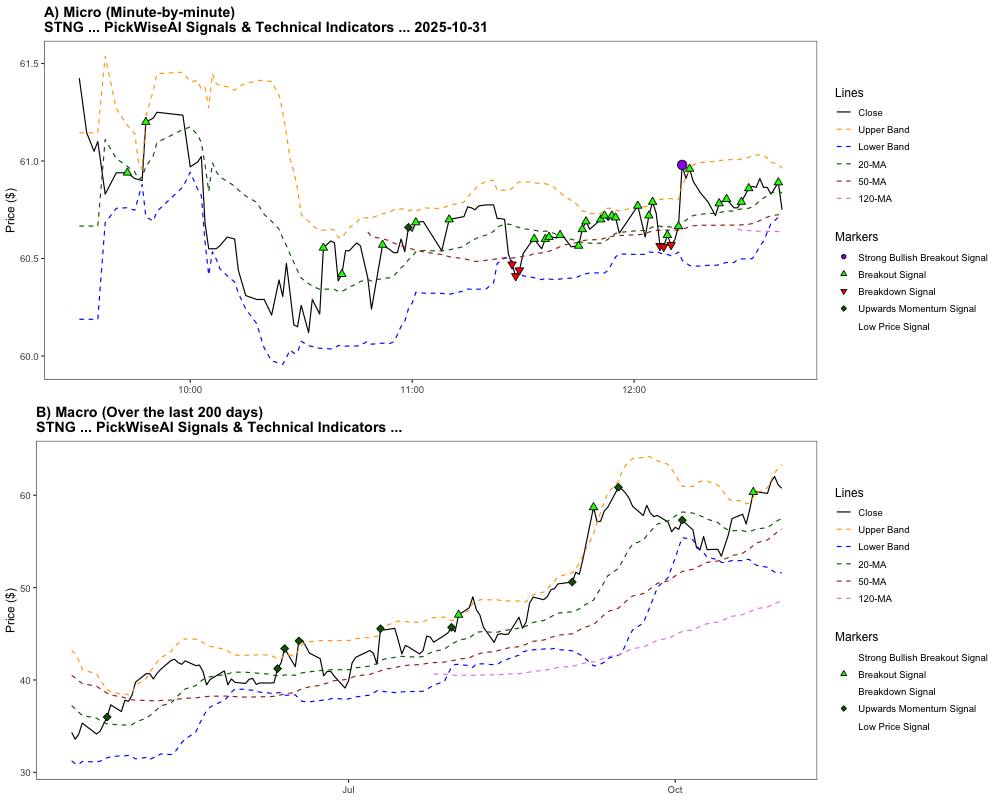 A) Micro (Minute-by-minute)
STNG ... PickWiseAI Signals & Technical Indicators ... 2025-10-31
61.5
61.0
60.5
60.0
Price ($)
10:00
11:00
12:00
Lines
Close
Upper Band
Lower Band
20-MA
50-MA
120-MA
Markers
Strong Bullish Breakout Signal
Breakout Signal
Breakdown Signal
Upwards Momentum Signal
Low Price Signal
B) Macro (Over the last 200 days)
STNG ... PickWiseAI Signals & Technical Indicators ...
60
50
40
30
Price ($)
Jul
Oct
Lines
Close
Upper Band
Lower Band
20-MA
50-MA
120-MA
Markers
Strong Bullish Breakout Signal
Breakout Signal
Breakdown Signal
Upwards Momentum Signal
Low Price Signal